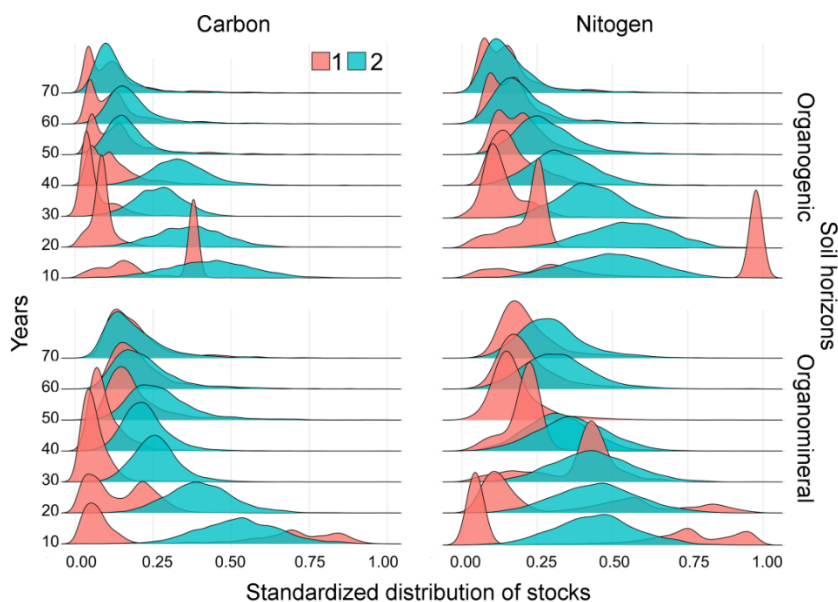 Carbon
Nitogen
1 2
70
60
50
40
30
20
10
Organogenic
Years
Soil horizons
70
60
50
40
30
20
10
Organomineral
0.00 0.25 0.50 0.75 1.00
0.00 0.25 0.50 0.75 1.00
Standardized distribution of stocks